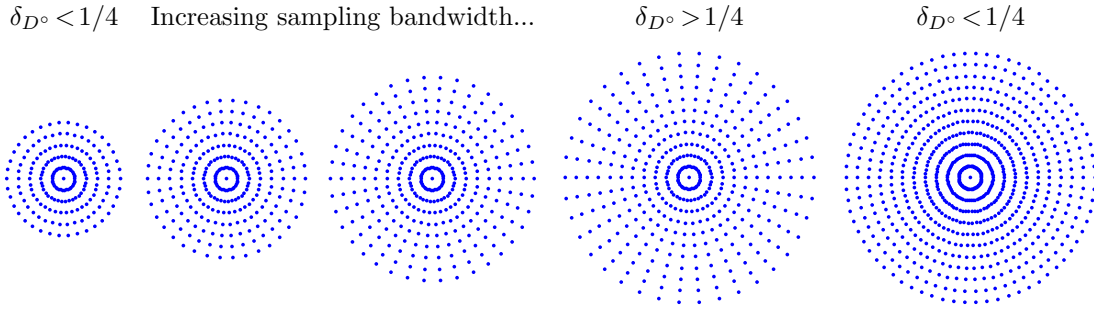 δ_{D°} < 1/4 Increasing sampling bandwidth... δ_{D°} > 1/4 δ_{D°} < 1/4